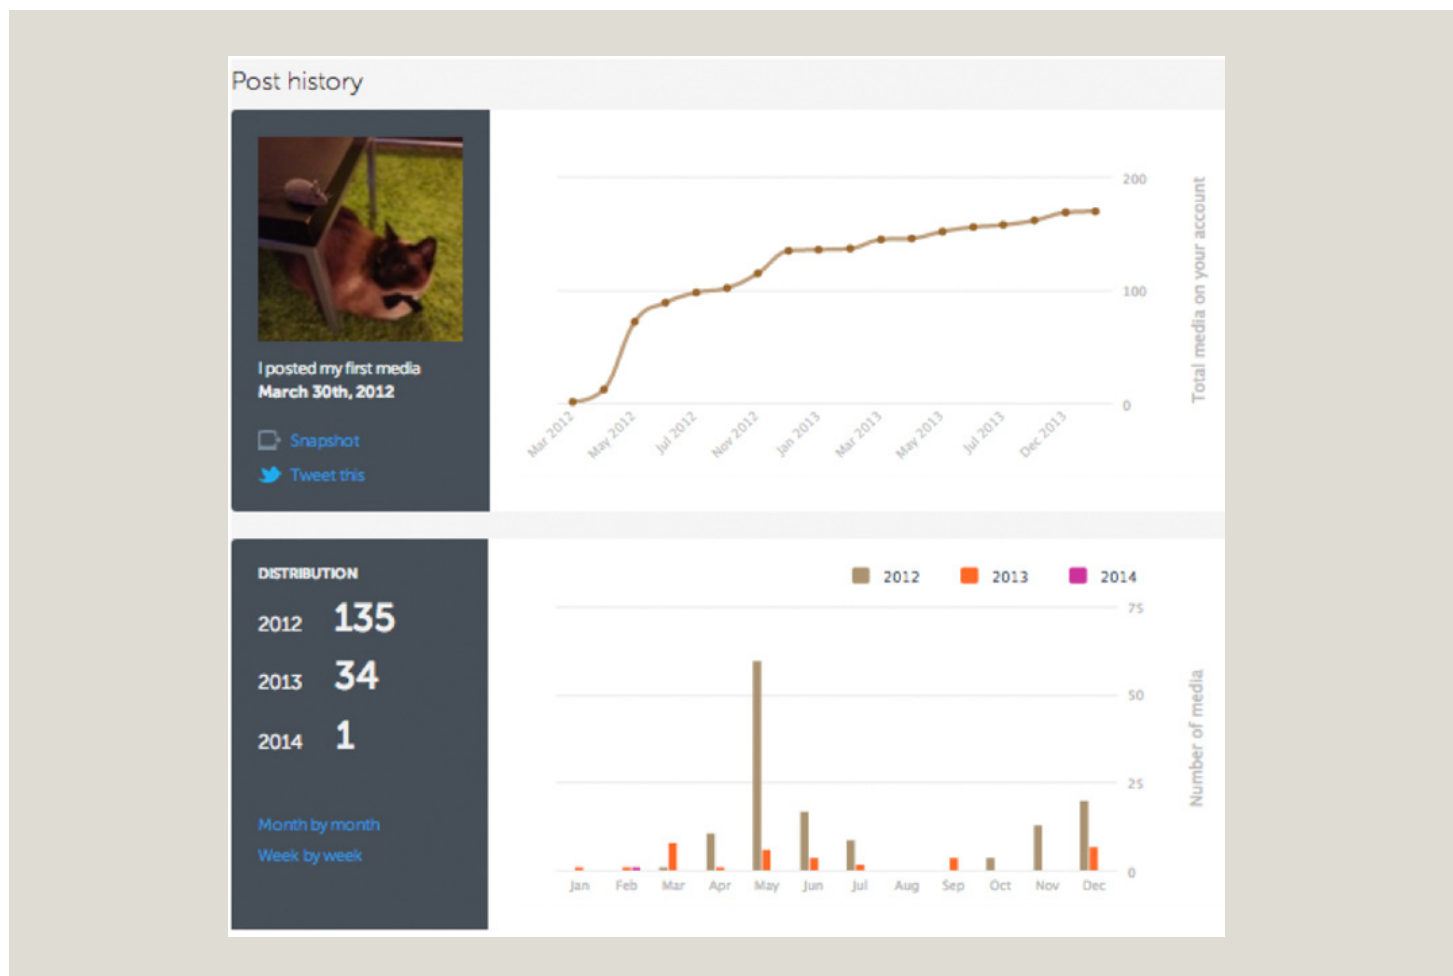 Post history
I posted my first media
March 30th, 2012
Snapshot
Tweet this
200
100
0
Total media on your account
Mar 2012
May 2012
Jul 2012
Nov 2012
Jan 2013
Mar 2013
May 2013
Jul 2013
Dec 2013
DISTRIBUTION
2012 135
2013 34
2014 1
Month by month
Week by week
2012 2013 2014
75
50
25
0
Number of media
Jan Feb Mar Apr May Jun Jul Aug Sep Oct Nov Dec